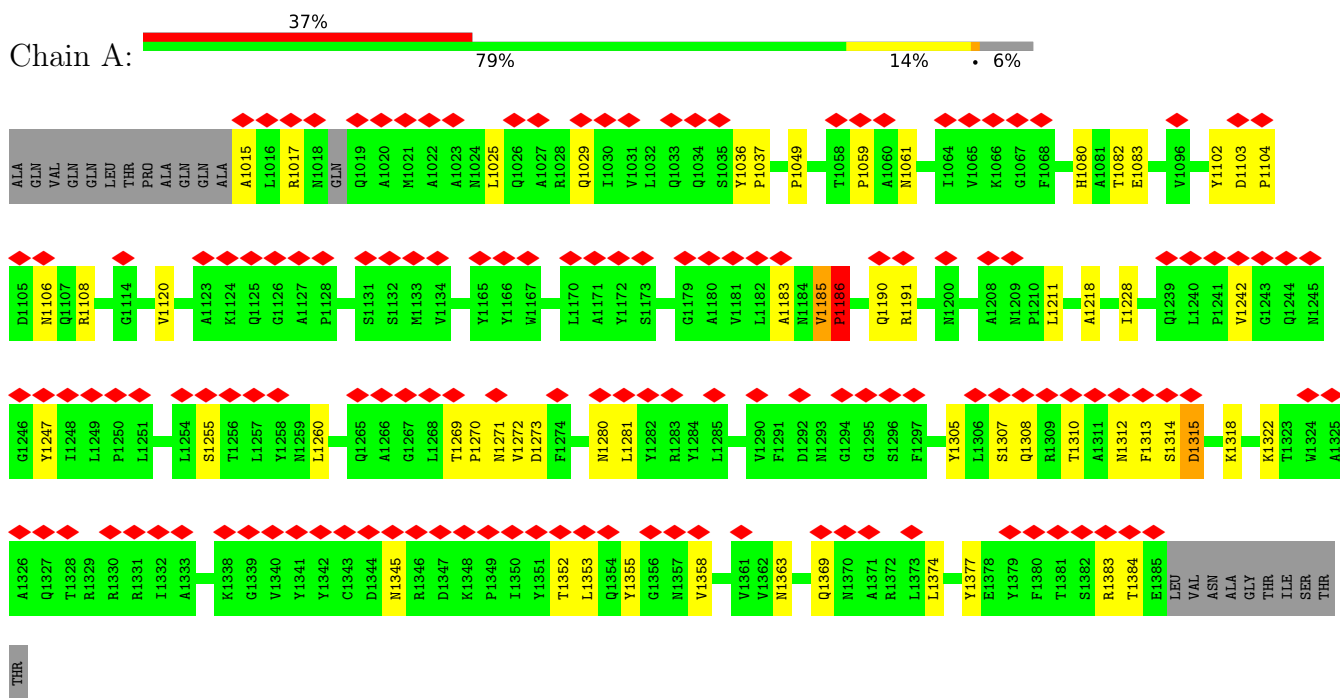 37%
Chain A:
79% 14% • 6%
ALA GLN VAL GLN GLN LEU THR PRO ALA GLN GLN ALA A1015 L1016 R1017 N1018 GLN Q1019 A1020 M1021 A1022 A1023 N1024 L1025 Q1026 A1027 R1028 Q1029 I1030 V1031 L1032 Q1033 Q1034 S1035 Y1036 P1037 P1049 T1058 P1059 A1060 N1061 I1064 V1065 K1066 G1067 F1068 H1080 A1081 T1082 E1083 V1096 Y1102 D1103 P1104
D1105 N1106 Q1107 R1108 G1114 V1120 A1123 K1124 Q1125 G1126 A1127 P1128 S1131 S1132 M1133 V1134 Y1165 Y1166 W1167 L1170 A1171 Y1172 S1173 G1179 A1180 V1181 L1182 A1183 N1184 V1185 P1186 Q1190 R1191 N1200 A1208 N1209 P1210 L1211 A1218 I1228 Q1239 L1240 P1241 V1242 G1243 Q1244 N1245
G1246 Y1247 I1248 L1249 P1250 L1251 L1254 S1255 T1256 L1257 Y1258 N1259 L1260 Q1265 A1266 G1267 L1268 T1269 P1270 N1271 V1272 D1273 F1274 N1280 L1281 Y1282 R1283 Y1284 L1285 V1290 F1291 D1292 N1293 G1294 G1295 S1296 F1297 Y1305 L1306 S1307 Q1308 R1309 T1310 A1311 N1312 F1313 S1314 D1315 K1318 K1322 T1323 W1324 A1325
A1326 Q1327 T1328 R1329 R1330 R1331 I1332 A1333 K1338 G1339 V1340 Y1341 Y1342 C1343 D1344 N1345 R1346 D1347 K1348 P1349 I1350 Y1351 T1352 L1353 Q1354 Y1355 G1356 N1357 V1358 V1361 V1362 N1363 Q1369 N1370 A1371 R1372 L1373 L1374 Y1377 E1378 Y1379 F1380 T1381 S1382 R1383 T1384 E1385 LEU VAL ASN ALA GLY THR ILE SER THR
THR